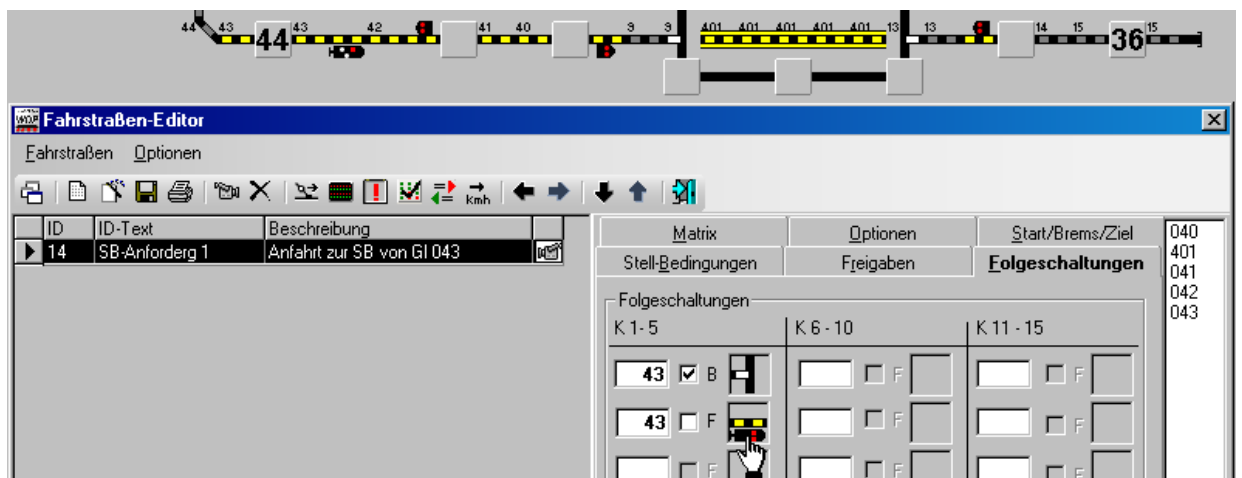 44 43 44 43 42 41 40 9 9 401 401 401 401 401 13 13 14 15 36 15
Fahrstraßen-Editor
Fahrstraßen Optionen
Kmh
ID ID-Text Beschreibung
14 SB-Anforderg 1 Anfahrt zur SB von Gl 043
Matrix Optionen Start/Brems/Ziel
Stell-Bedingungen Freigaben Folgeschaltungen
040
401
041
042
043
Folgeschaltungen
K 1- 5 K 6 - 10 K 11 - 15
43 B F F
43 F F F
F F F